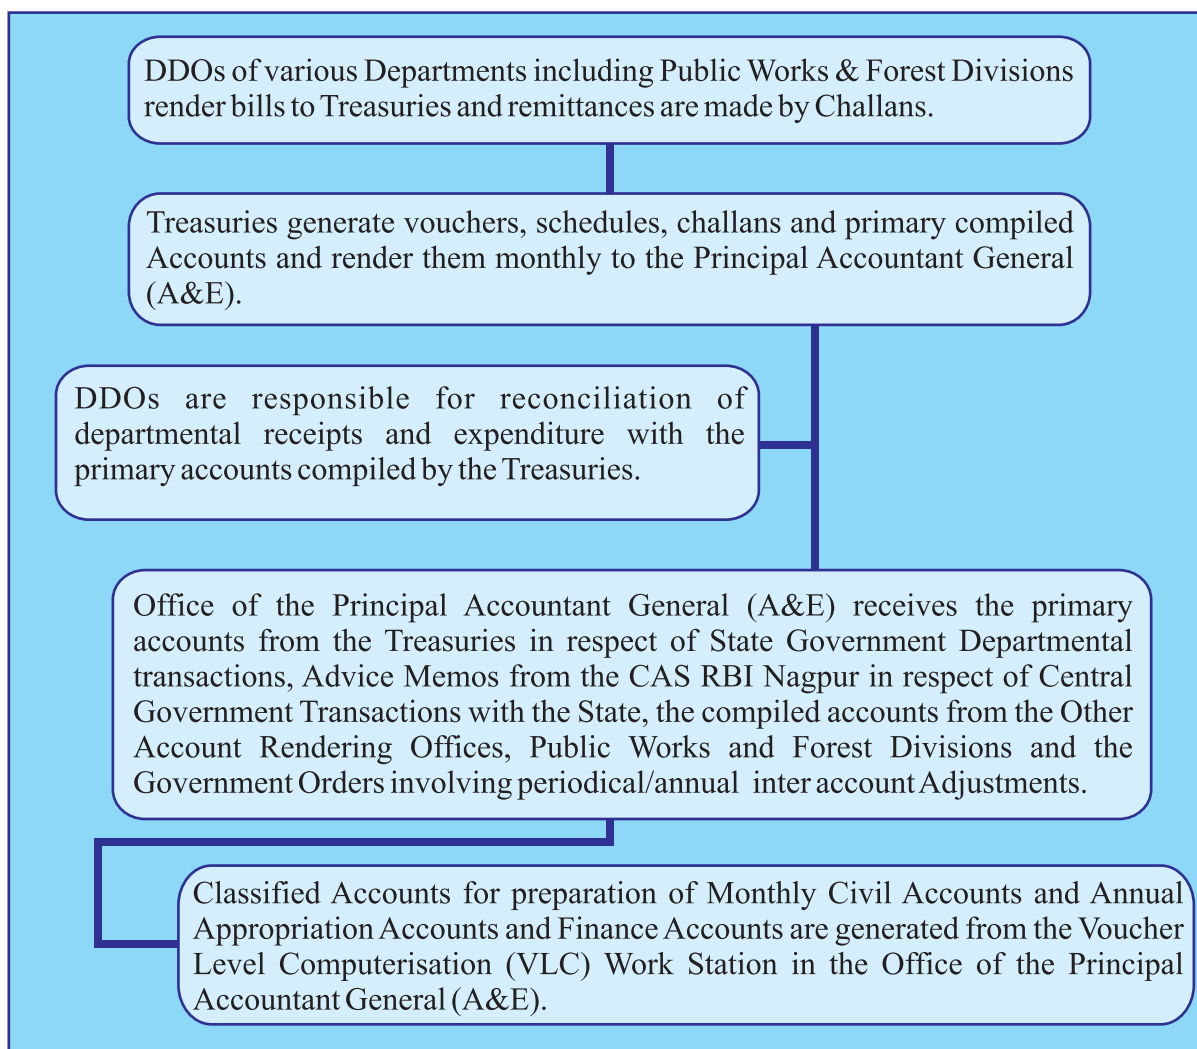 DDOs of various Departments including Public Works & Forest Divisions
render bills to Treasuries and remittances are made by Challans.
Treasuries generate vouchers, schedules, challans and primary compiled
Accounts and render them monthly to the Principal Accountant General
(A&E).
DDOs are responsible for reconciliation of
departmental receipts and expenditure with the
primary accounts compiled by the Treasuries.
Office of the Principal Accountant General (A&E) receives the primary
accounts from the Treasuries in respect of State Government Departmental
transactions, Advice Memos from the CAS RBI Nagpur in respect of Central
Government Transactions with the State, the compiled accounts from the Other
Account Rendering Offices, Public Works and Forest Divisions and the
Government Orders involving periodical/annual inter account Adjustments.
Classified Accounts for preparation of Monthly Civil Accounts and Annual
Appropriation Accounts and Finance Accounts are generated from the Voucher
Level Computerisation (VLC) Work Station in the Office of the Principal
Accountant General (A&E).